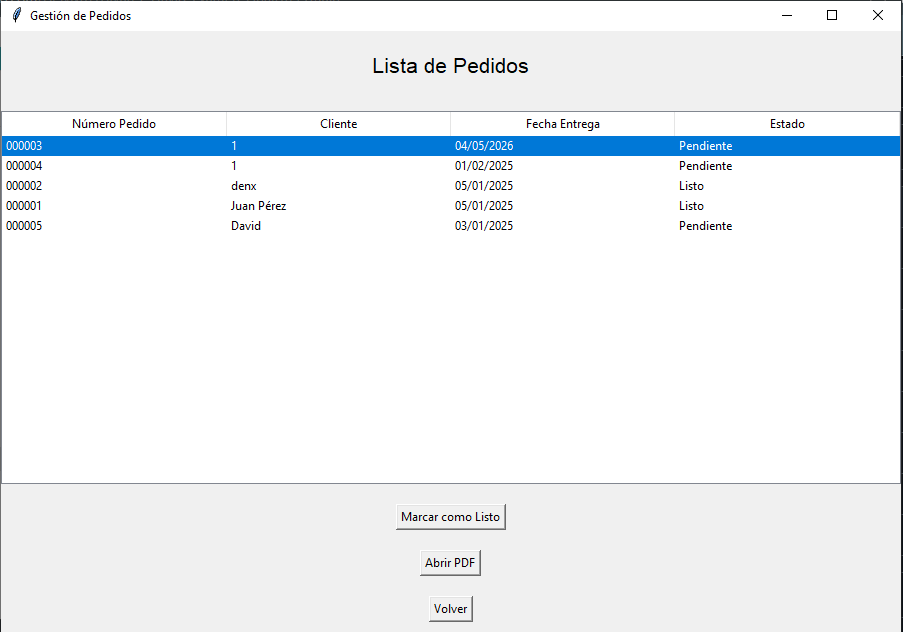 Gestión de Pedidos
Lista de Pedidos
Número Pedido Cliente Fecha Entrega Estado
000003 1 04/05/2026 Pendiente
000004 1 01/02/2025 Pendiente
000002 denx 05/01/2025 Listo
000001 Juan Pérez 05/01/2025 Listo
000005 David 03/01/2025 Pendiente
Marcar como Listo
Abrir PDF
Volver